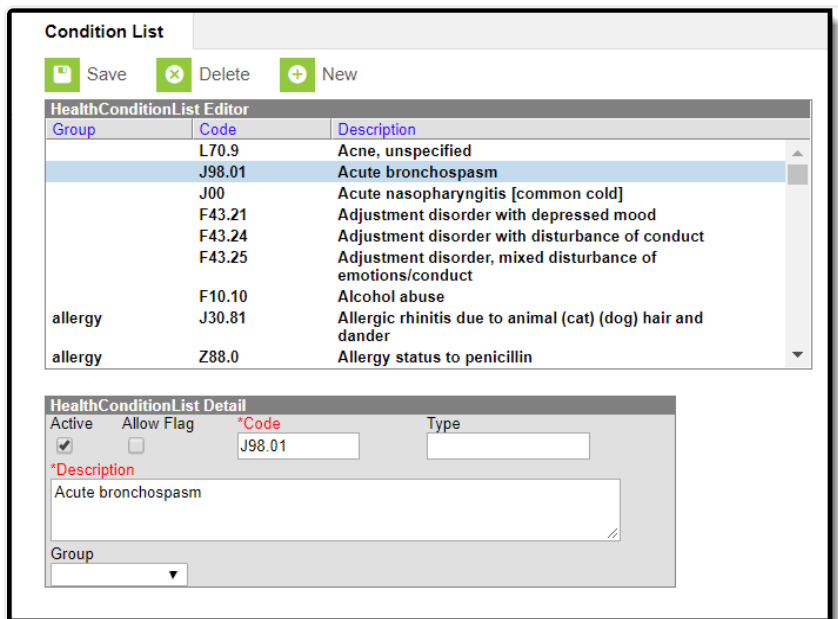 Condition List
Save Delete New
HealthConditionList Editor
Group Code Description
L70.9 Acne, unspecified
J98.01 Acute bronchospasm
J00 Acute nasopharyngitis [common cold]
F43.21 Adjustment disorder with depressed mood
F43.24 Adjustment disorder with disturbance of conduct
F43.25 Adjustment disorder, mixed disturbance of
emotions/conduct
F10.10 Alcohol abuse
allergy J30.81 Allergic rhinitis due to animal (cat) (dog) hair and
dander
allergy Z88.0 Allergy status to penicillin
HealthConditionList Detail
Active Allow Flag *Code Type
J98.01
*Description
Acute bronchospasm
Group